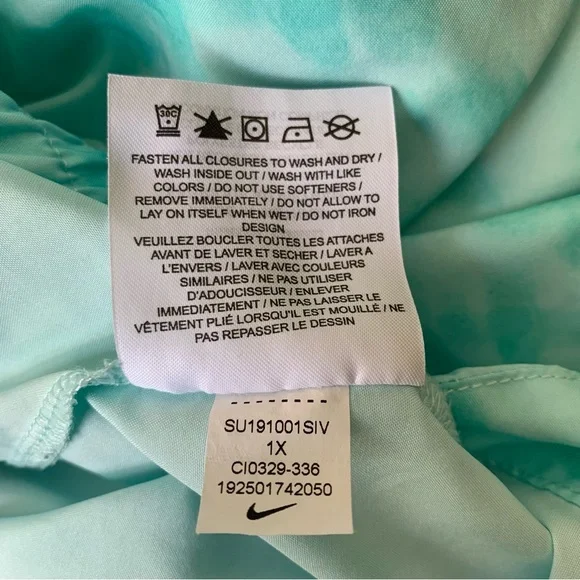 30C
FASTEN ALL CLOSURES TO WASH AND DRY /
WASH INSIDE OUT / WASH WITH LIKE
COLORS / DO NOT USE SOFTENERS /
REMOVE IMMEDIATELY / DO NOT ALLOW TO
LAY ON ITSELF WHEN WET / DO NOT IRON
DESIGN
VEUILLEZ BOUCLER TOUTES LES ATTACHES
AVANT DE LAVER ET SECHER / LAVER A
L'ENVERS / LAVER AVEC COULEURS
SIMILAIRES / NE PAS UTILISER
D'ADOUCISSEUR / ENLEVER
IMMEDIATEMENT / NE PAS LAISSER LE
VÊTEMENT PLIÉ LORSQU'IL EST MOUILLÉ / NE
PAS REPASSER LE DESSIN
SU191001SIV
1X
CI0329-336
192501742050